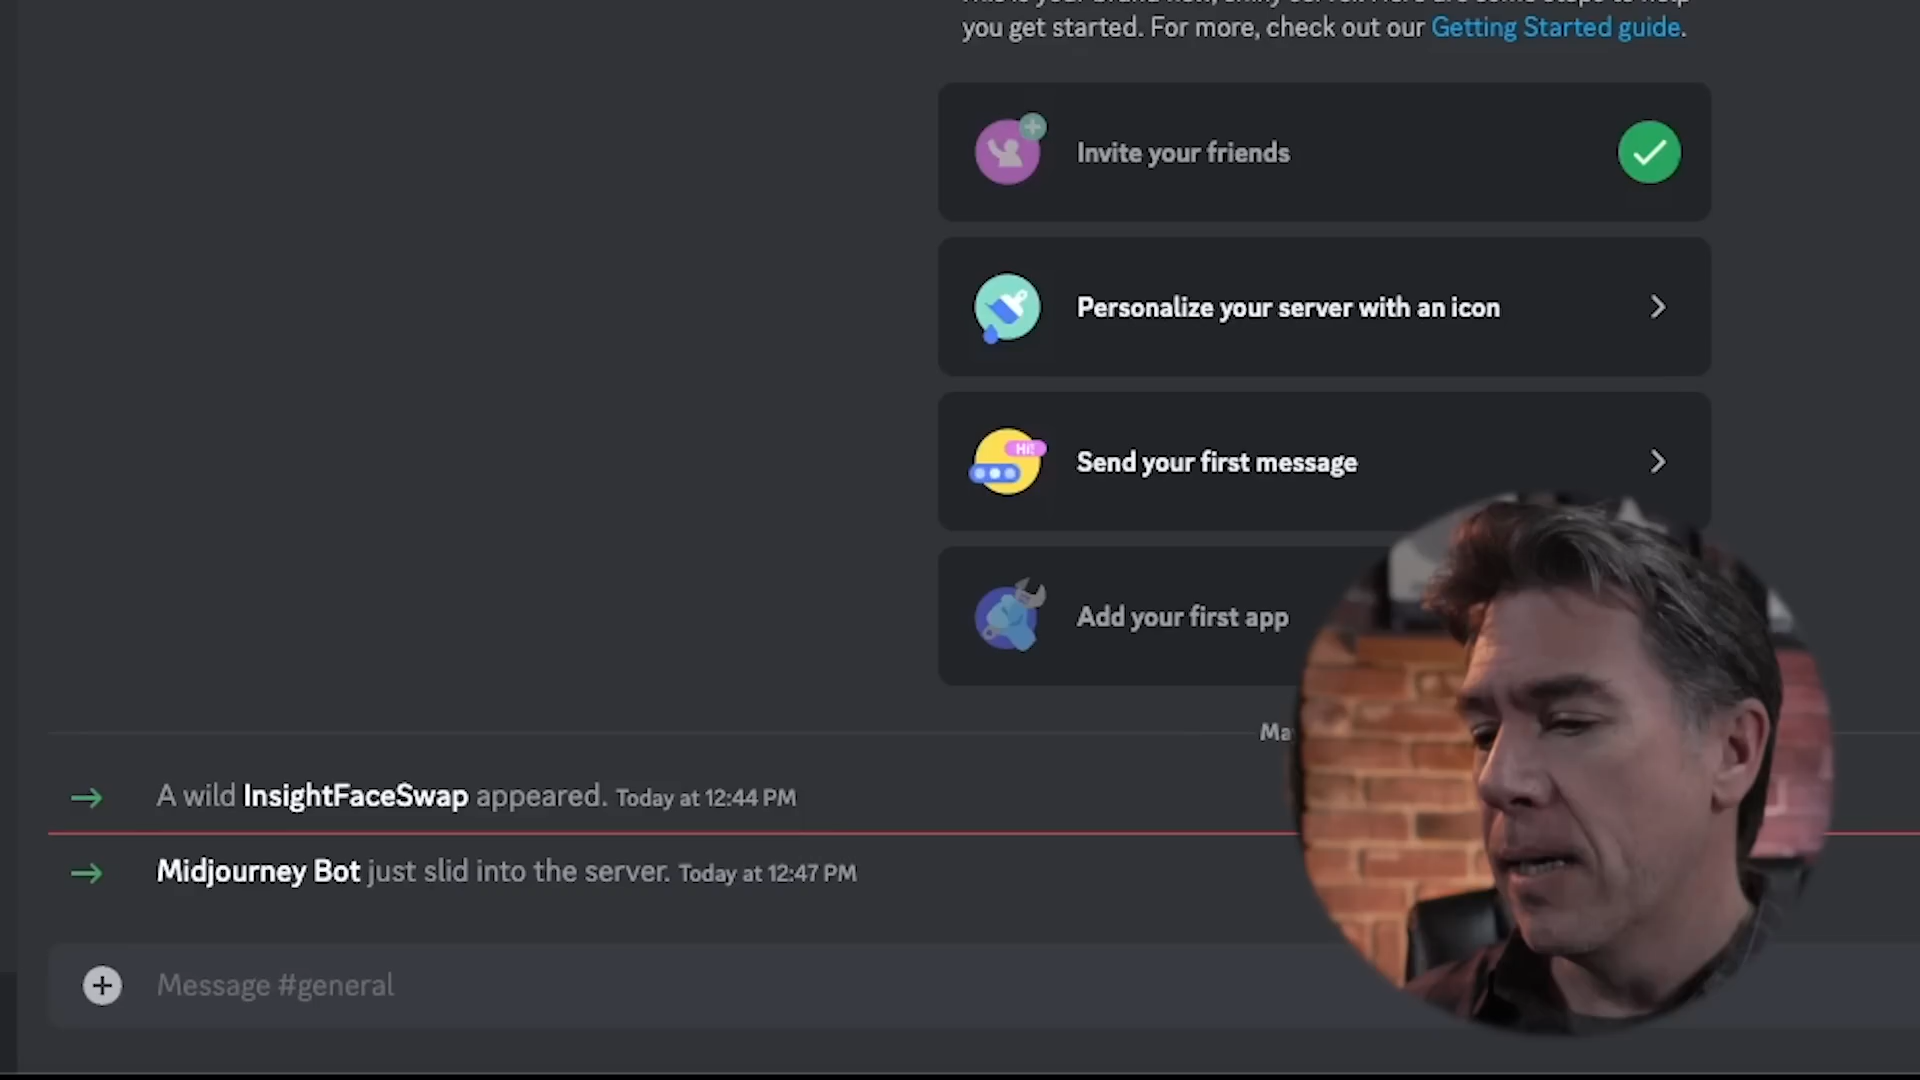 you get started. For more, check out our Getting Started guide.
Invite your friends
Personalize your server with an icon
Hi!
Send your first message
Add your first app
A wild InsightFaceSwap appeared. Today at 12:44 PM
Midjourney Bot just slid into the server. Today at 12:47 PM
Message #general